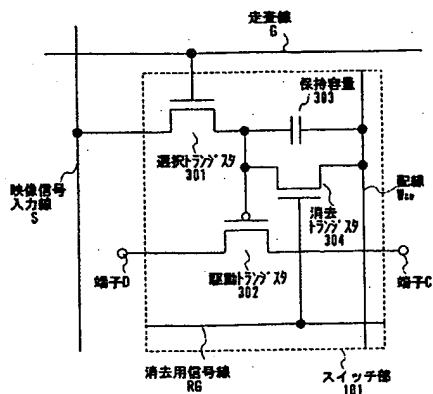 走査線
G
保持容量
303
選択トランジスタ
301
映像信号
入力線
S
配線
Wco
消去
トランジスタ
304
端子D
駆動トランジスタ
302
端子C
消去用信号線
RG
スイッチ部
101